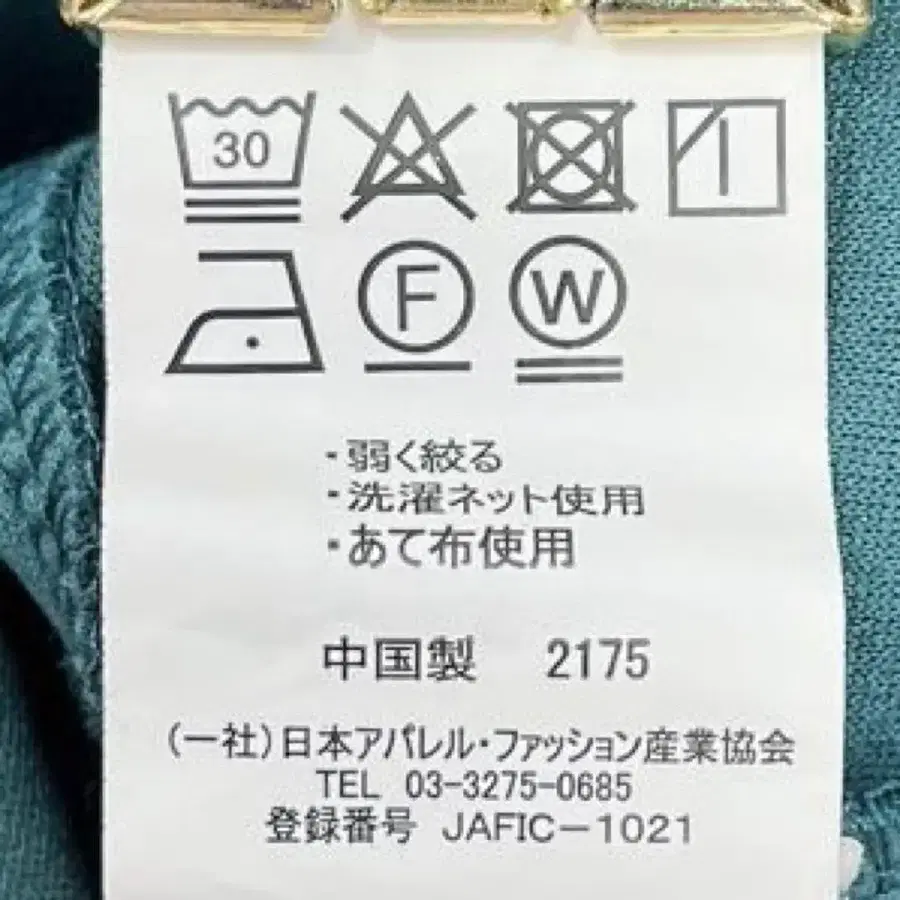 30
F W
・弱く絞る
・洗濯ネット使用
・あて布使用
中国製 2175
(一社)日本アパレル・ファッション産業協会
TEL 03-3275-0685
登録番号 JAFIC-1021